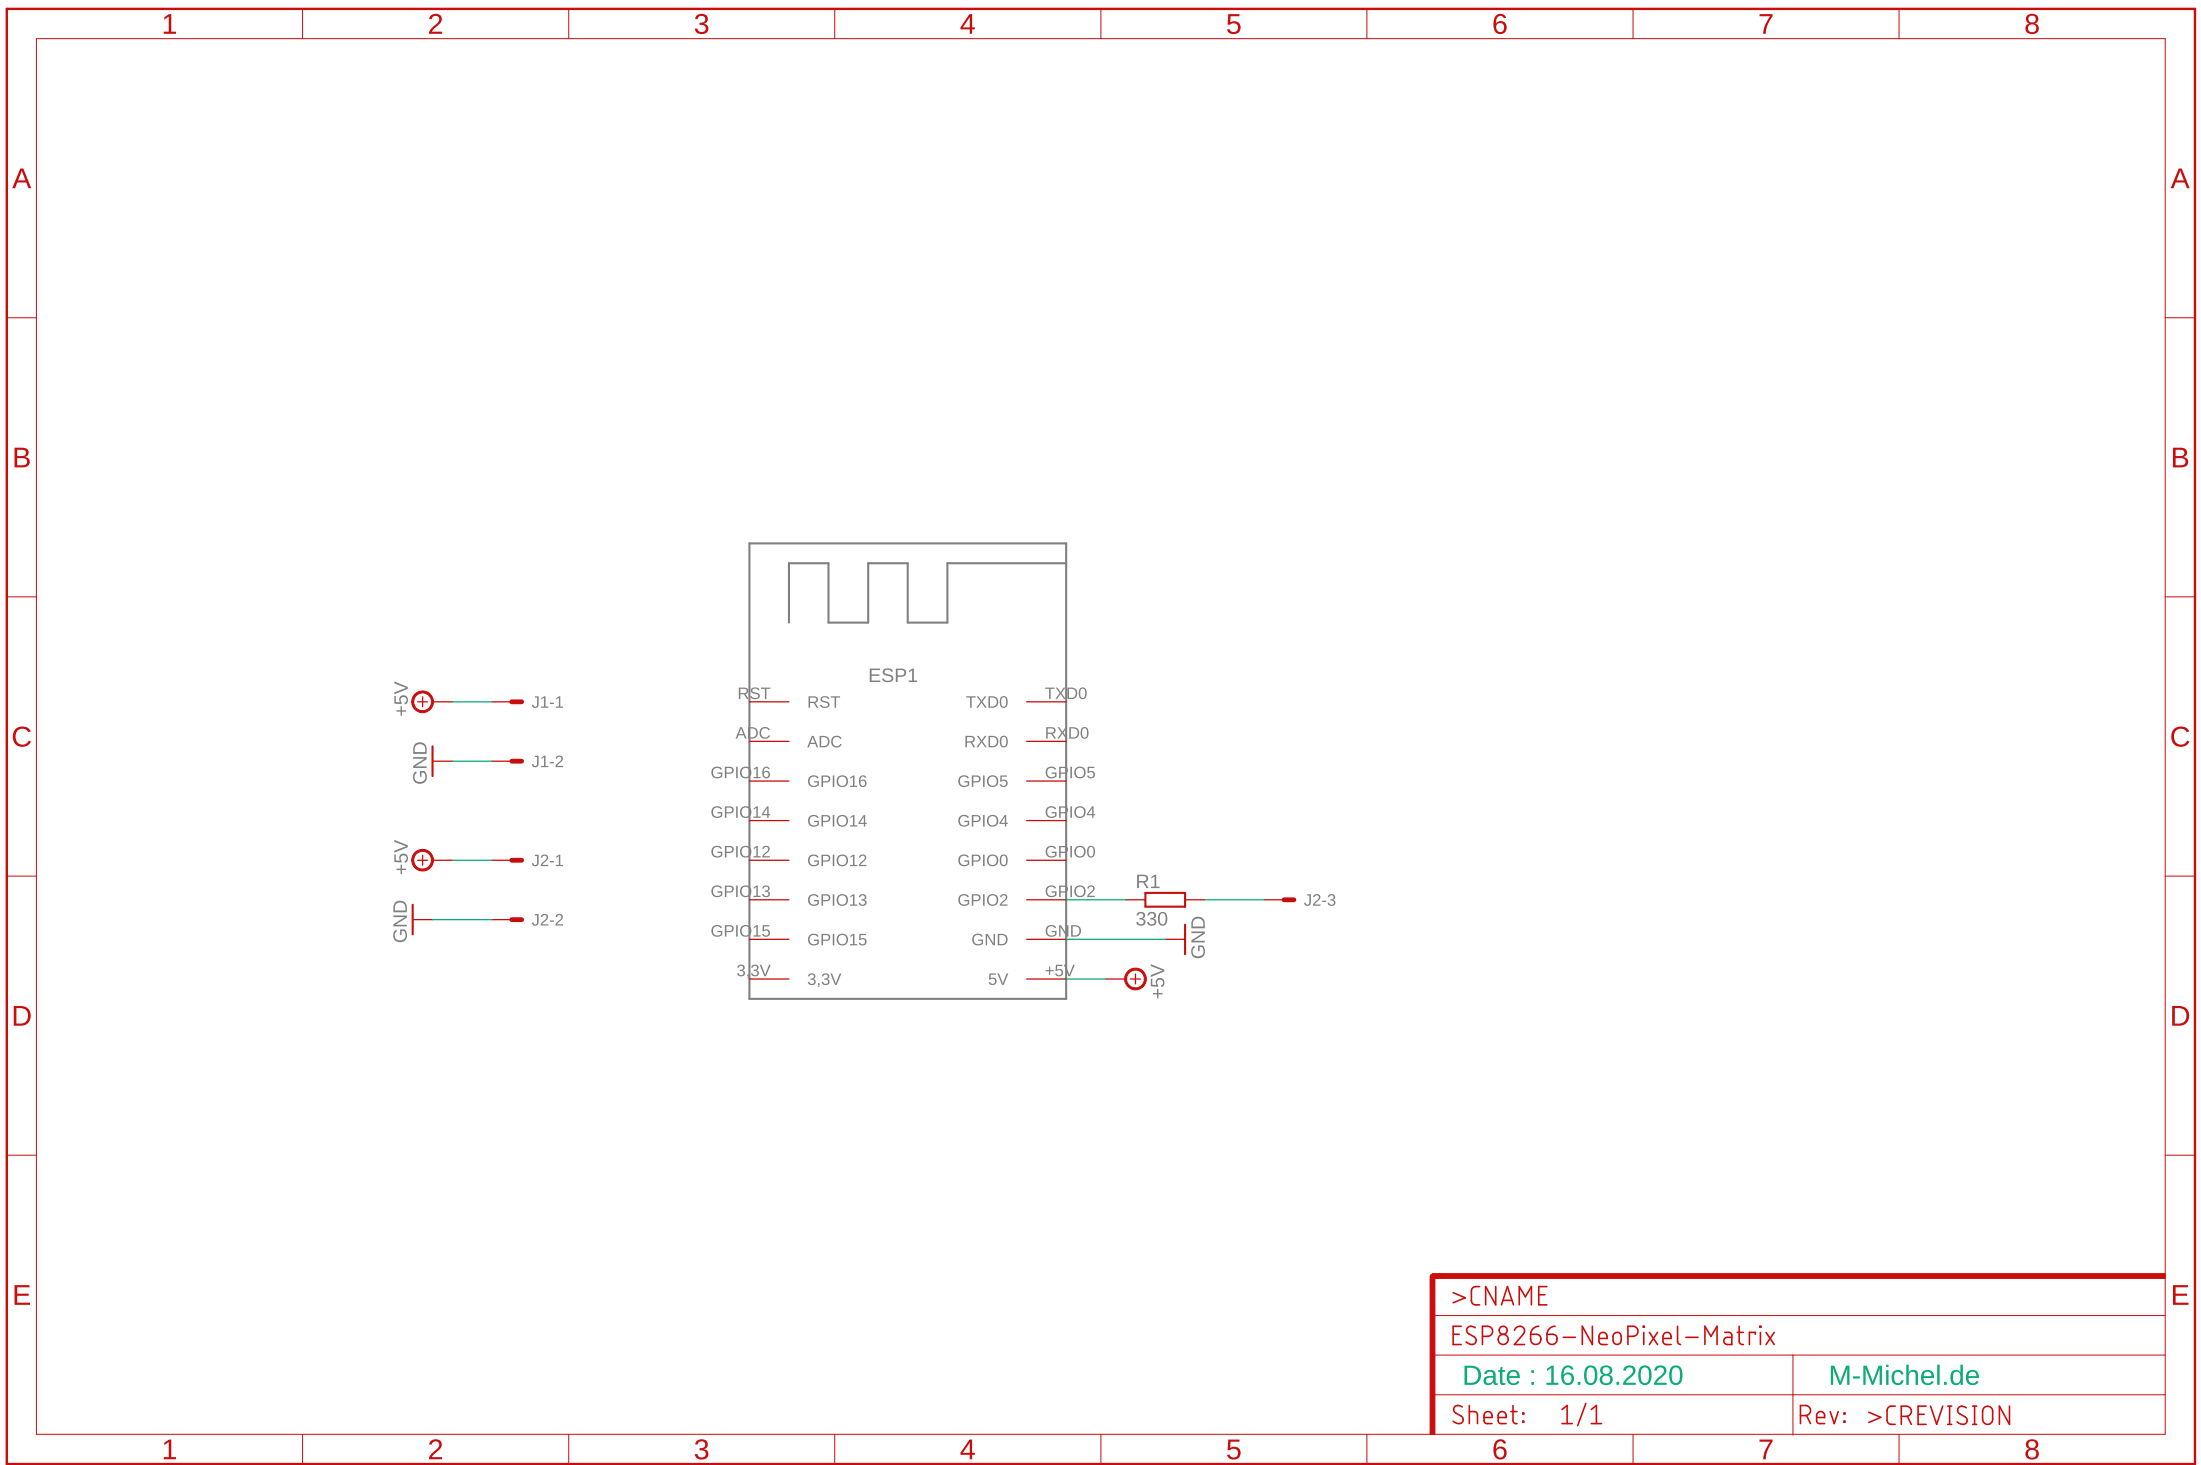 1 2 3 4 5 6 7 8
A A
B B
ESP1
+5V J1-1
RST RST TXD0 TXD0
C ADC ADC RXD0 RXD0 C
GND J1-2
GPIO16 GPIO16 GPIO5 GPIO5
GPIO14 GPIO14 GPIO4 GPIO4
+5V J2-1
GPIO12 GPIO12 GPIO0 GPIO0
R1
GPIO13 GPIO13 GPIO2 GPIO2 J2-3
330
GND J2-2
GPIO15 GPIO15 GND GND GND
3,3V 3,3V 5V +5V +5V
D D
E E
>CNAME
ESP8266-NeoPixel-Matrix
Date : 16.08.2020 M-Michel.de
Sheet: 1/1 Rev: >CREVISION
1 2 3 4 5 6 7 8